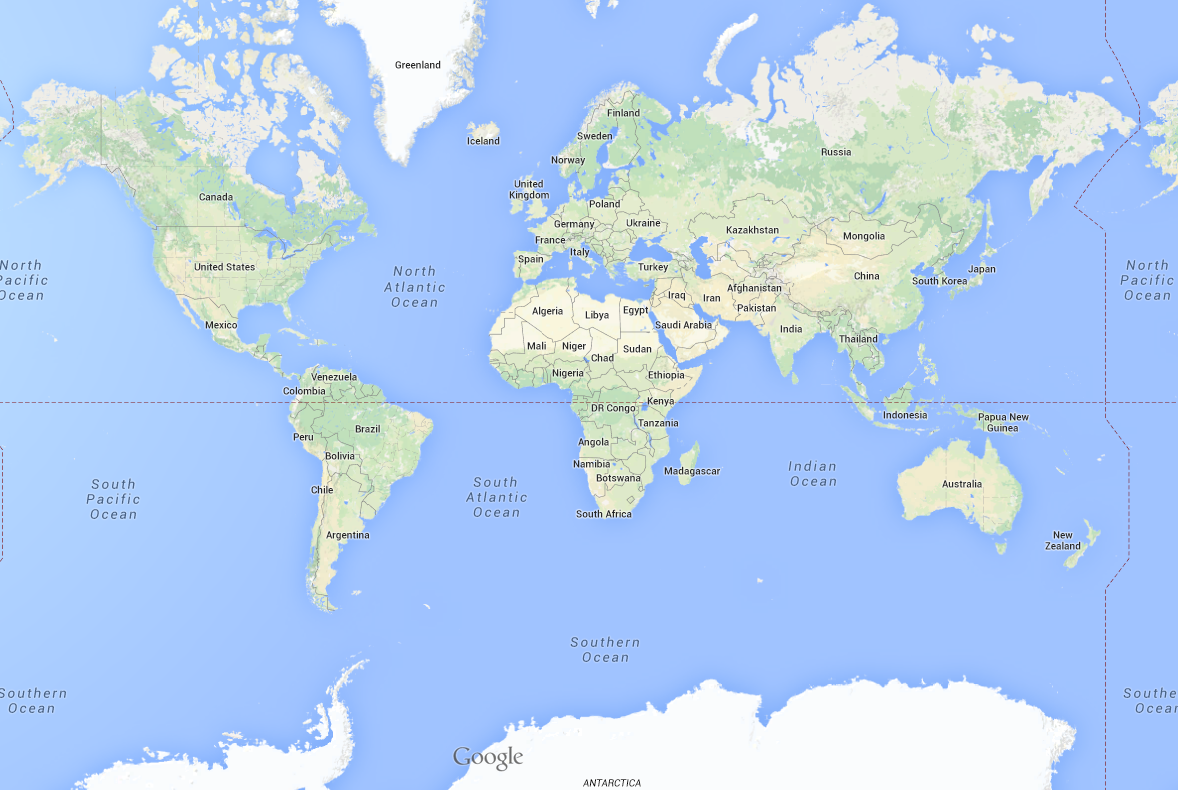 Greenland
Iceland
Finland
Sweden
Norway
Russia
United
Kingdom
Canada
Poland
Germany
Ukraine
Kazakhstan
Mongolia
France
Italy
Spain
Turkey
United States
China
Japan
South Korea
North
Pacific
Ocean
North
Atlantic
Ocean
North
Pacific
Ocean
Afghanistan
Iraq
Iran
Pakistan
Algeria
Libya
Egypt
Saudi Arabia
India
Mexico
Thailand
Mali
Niger
Sudan
Chad
Nigeria
Ethiopia
Venezuela
Colombia
Kenya
DR Congo
Indonesia
Papua New
Guinea
Tanzania
Brazil
Peru
Angola
Bolivia
Namibia
Botswana
Madagascar
Indian
Ocean
Australia
Chile
South
Pacific
Ocean
South
Atlantic
Ocean
South Africa
Argentina
New
Zealand
Southern
Ocean
Southern
Ocean
Southe
Ocean
Google
ANTARCTICA